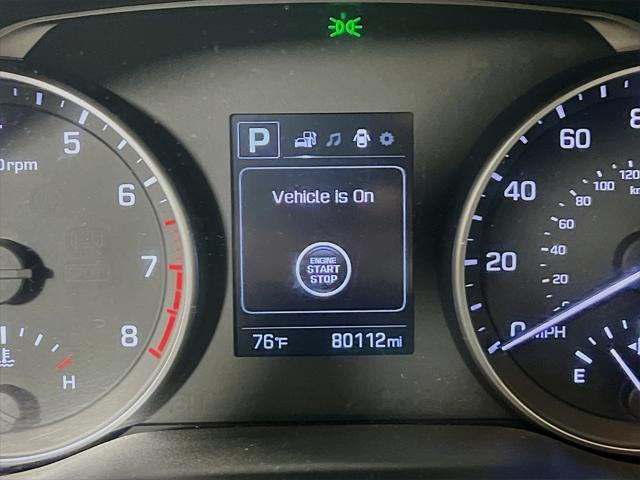 P
Vehicle is On
ENGINE
START
STOP
76°F
80112mi
5
6
7
8
rpm
H
60
40
20
0 MPH
120
100
80
60
40
20
E